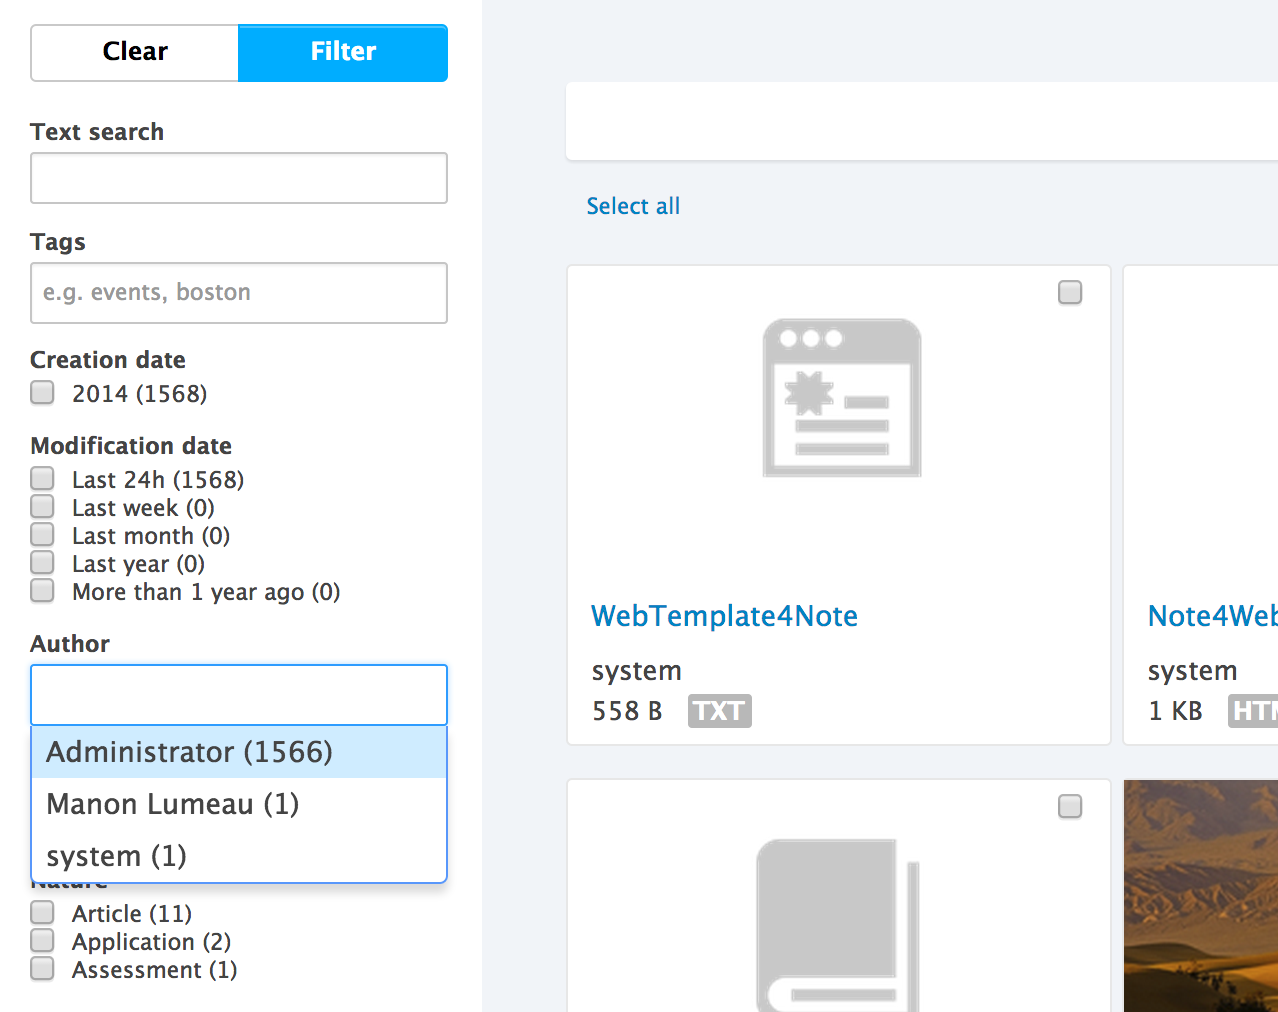 Clear
Filter
Text search
Tags
e.g. events, boston
Creation date
2014 (1568)
Modification date
Last 24h (1568)
Last week (0)
Last month (0)
Last year (0)
More than 1 year ago (0)
Author
Administrator (1566)
Manon Lumeau (1)
system (1)
Nature
Article (11)
Application (2)
Assessment (1)
Select all
WebTemplate4Note
system
558 B TXT
Note4Web
system
1 KB HTM